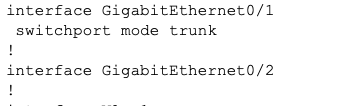 interface GigabitEthernet0/1
 switchport mode trunk
!
interface GigabitEthernet0/2
!